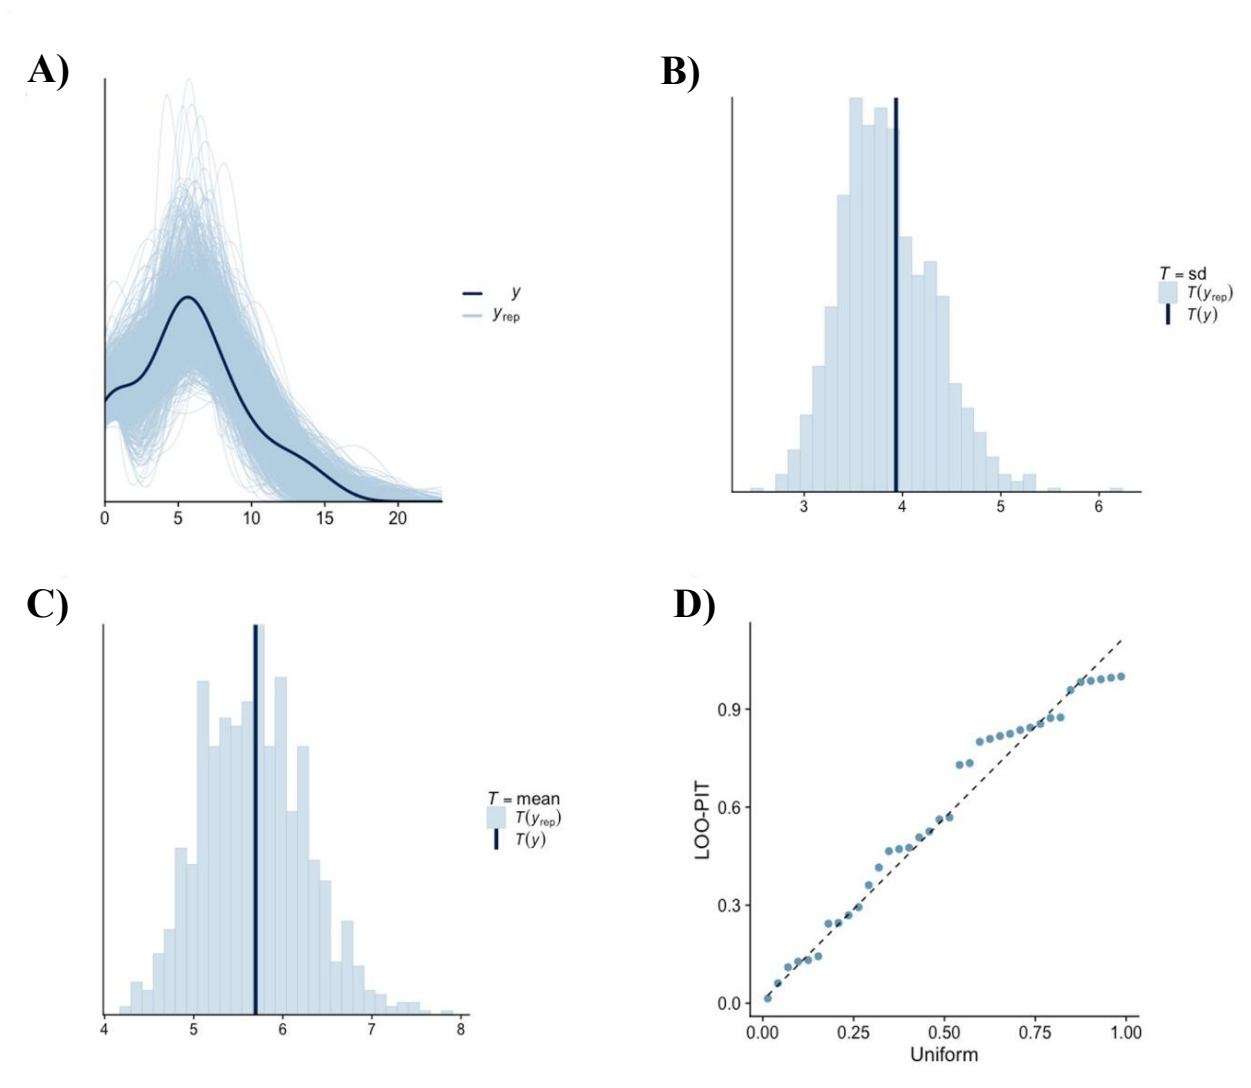 A)
y
y_rep
0 5 10 15 20
B)
T = sd
T(y_rep)
T(y)
3 4 5 6
C)
T = mean
T(y_rep)
T(y)
4 5 6 7 8
D)
0.9
0.6
0.3
0.0
LOO-PIT
0.00 0.25 0.50 0.75 1.00
Uniform